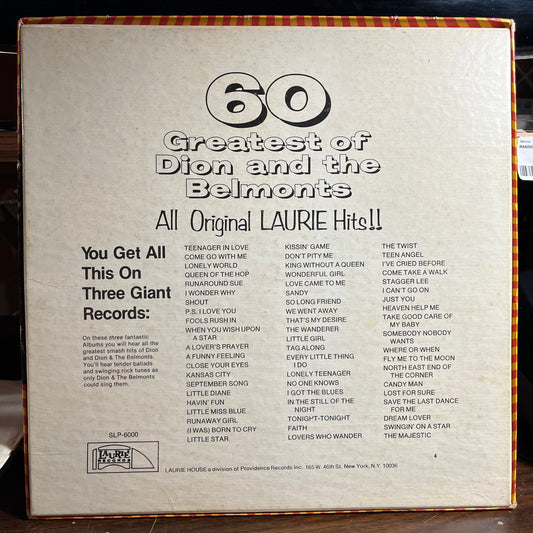 60
Greatest of
Dion and the
Belmonts
All Original LAURIE Hits!!
You Get All
This On
Three Giant
Records:
On these three fantastic
Albums you will hear all the
greatest smash hits of Dion
and Dion & The Belmonts.
You'll hear tender ballads
and swinging rock tunes as
only Dion & The Belmonts
could sing them.
SLP-6000
LAURIE
RECORDS
TEENAGER IN LOVE
COME GO WITH ME
LONELY WORLD
QUEEN OF THE HOP
RUNAROUND SUE
I WONDER WHY
SHOUT
P.S. I LOVE YOU
FOOLS RUSH IN
WHEN YOU WISH UPON
A STAR
A LOVER'S PRAYER
A FUNNY FEELING
CLOSE YOUR EYES
KANSAS CITY
SEPTEMBER SONG
LITTLE DIANE
HAVIN' FUN
LITTLE MISS BLUE
RUNAWAY GIRL
(I WAS) BORN TO CRY
LITTLE STAR
KISSIN' GAME
DON'T PITY ME
KING WITHOUT A QUEEN
WONDERFUL GIRL
LOVE CAME TO ME
SANDY
SO LONG FRIEND
WE WENT AWAY
THAT'S MY DESIRE
THE WANDERER
LITTLE GIRL
TAG ALONG
EVERY LITTLE THING
I DO
LONELY TEENAGER
NO ONE KNOWS
I GOT THE BLUES
IN THE STILL OF THE
NIGHT
TONIGHT-TONIGHT
FAITH
LOVERS WHO WANDER
THE TWIST
TEEN ANGEL
I'VE CRIED BEFORE
COME TAKE A WALK
STAGGER LEE
I CAN'T GO ON
JUST YOU
HEAVEN HELP ME
TAKE GOOD CARE OF
MY BABY
SOMEBODY NOBODY
WANTS
WHERE OR WHEN
FLY ME TO THE MOON
NORTH EAST END OF
THE CORNER
CANDY MAN
LOST FOR SURE
SAVE THE LAST DANCE
FOR ME
DREAM LOVER
SWINGIN' ON A STAR
THE MAJESTIC
4
LAURIE HOUSE a division of Providence Records Inc. 165 W. 46th St. New York, N.Y. 10036